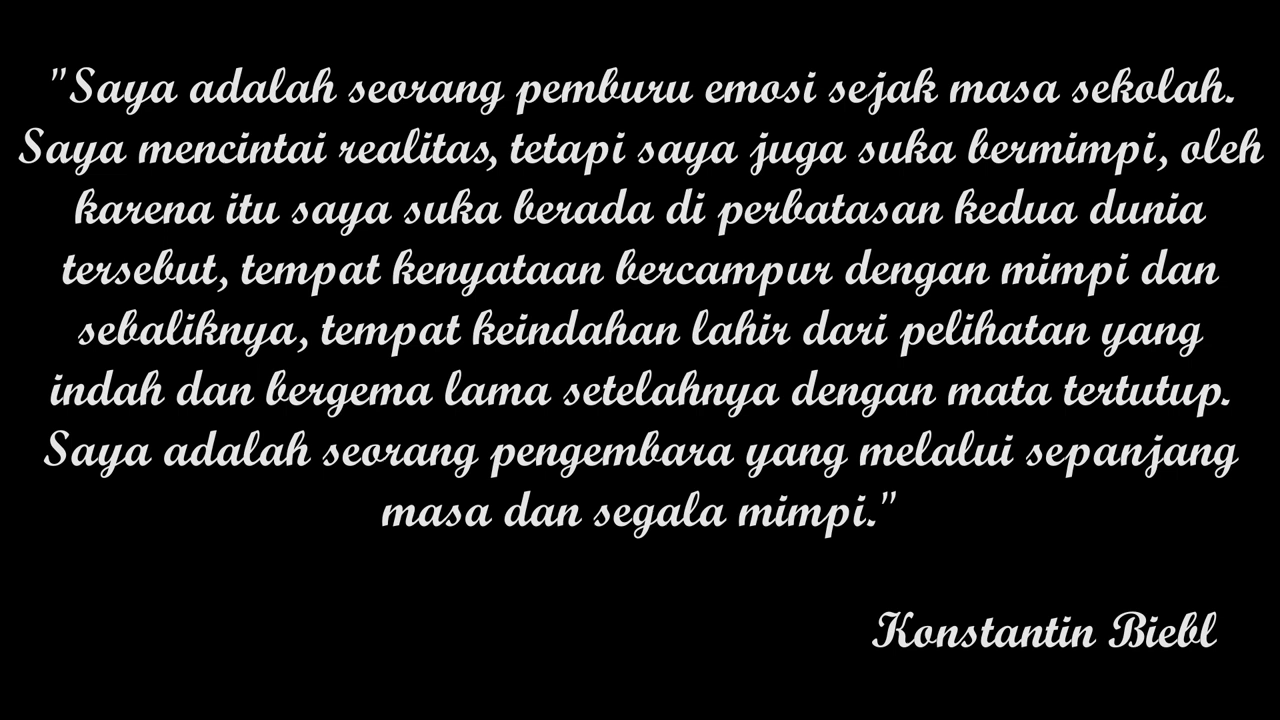 "Saya adalah seorang pemburu emosi sejak masa sekolah.
Saya mencintai realitas, tetapi saya juga suka bermimpi, oleh
karena itu saya suka berada di perbatasan kedua dunia
tersebut, tempat kenyataan bercampur dengan mimpi dan
sebaliknya, tempat keindahan lahir dari pelihatan yang
indah dan bergema lama setelahnya dengan mata tertutup.
Saya adalah seorang pengembara yang melalui sepanjang
masa dan segala mimpi."
Konstantin Biebl